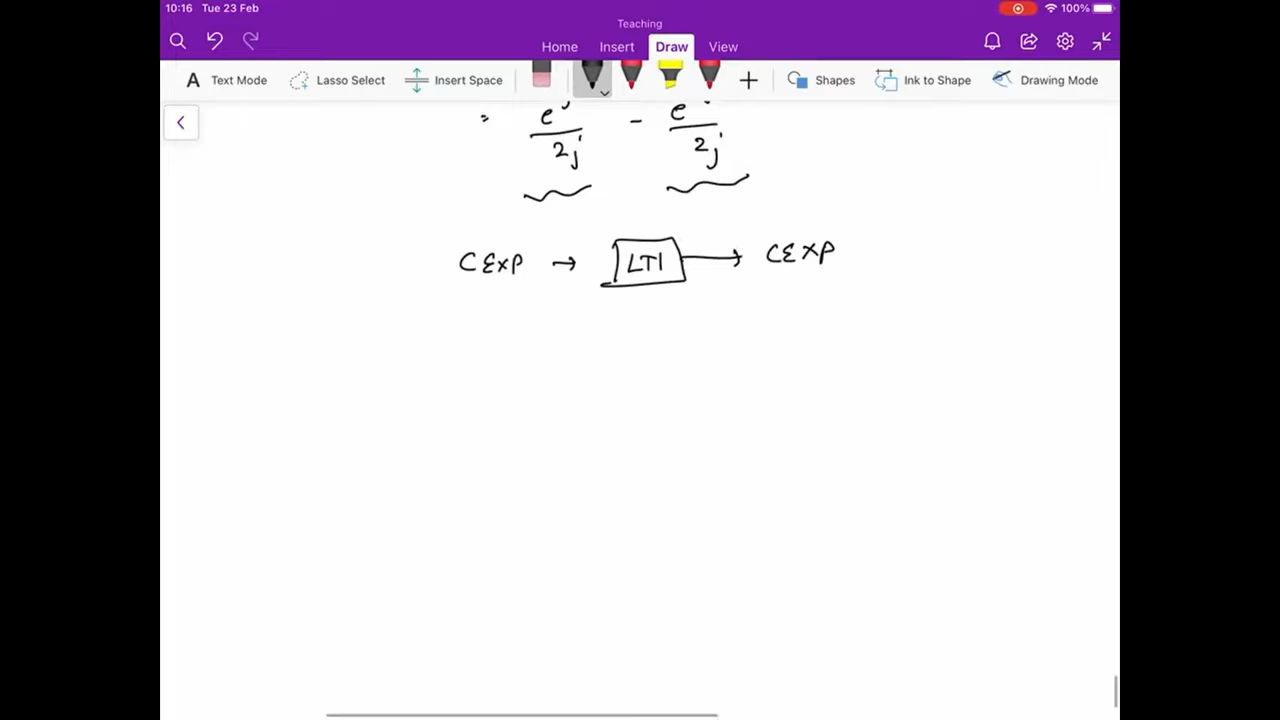 10:16 Tue 23 Feb 100%
Teaching
Home Insert Draw View
A Text Mode Lasso Select Insert Space Shapes Ink to Shape Drawing Mode
= e - e
2j 2j
CEXP → LTI → CEXP